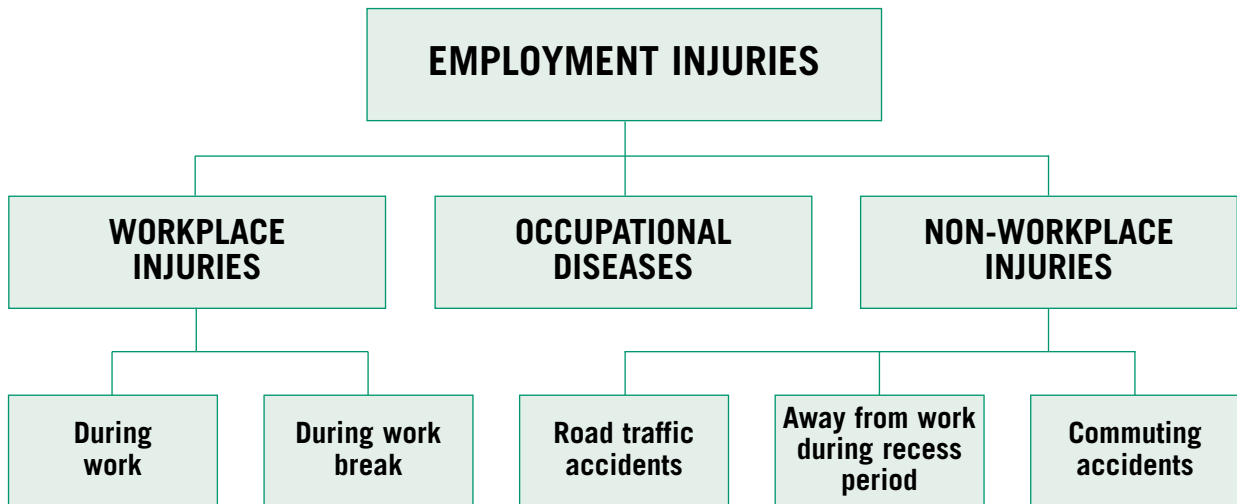 EMPLOYMENT INJURIES
WORKPLACE
INJURIES
OCCUPATIONAL
DISEASES
NON-WORKPLACE
INJURIES
During
work
During work
break
Road traffic
accidents
Away from work
during recess
period
Commuting
accidents